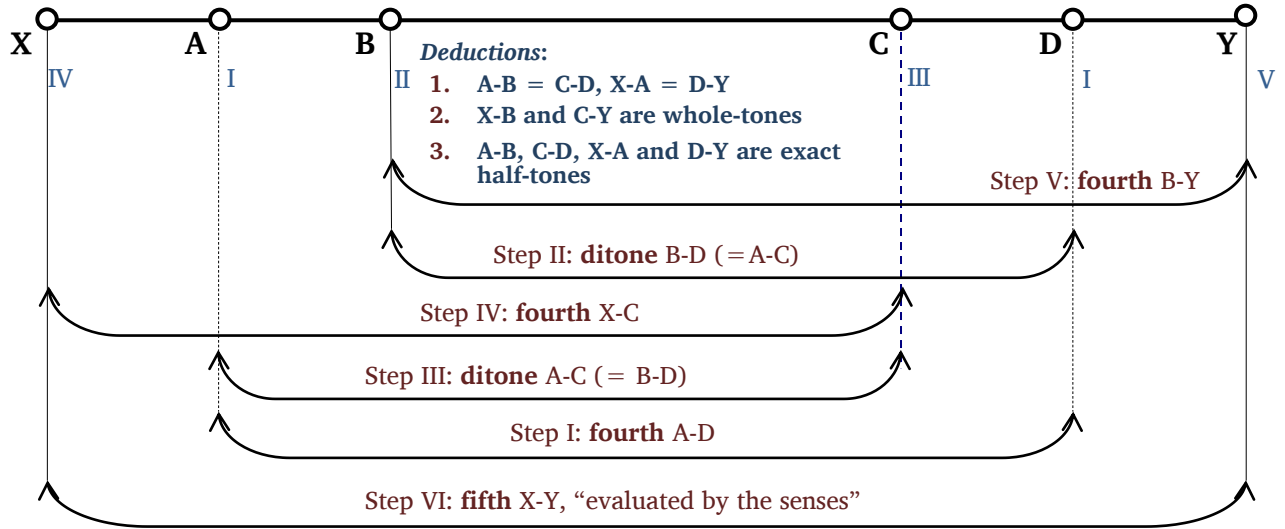 X A B C D Y
IV I II III I V
Deductions:
1. A-B = C-D, X-A = D-Y
2. X-B and C-Y are whole-tones
3. A-B, C-D, X-A and D-Y are exact
half-tones
Step V: fourth B-Y
Step II: ditone B-D (=A-C)
Step IV: fourth X-C
Step III: ditone A-C (= B-D)
Step I: fourth A-D
Step VI: fifth X-Y, “evaluated by the senses”